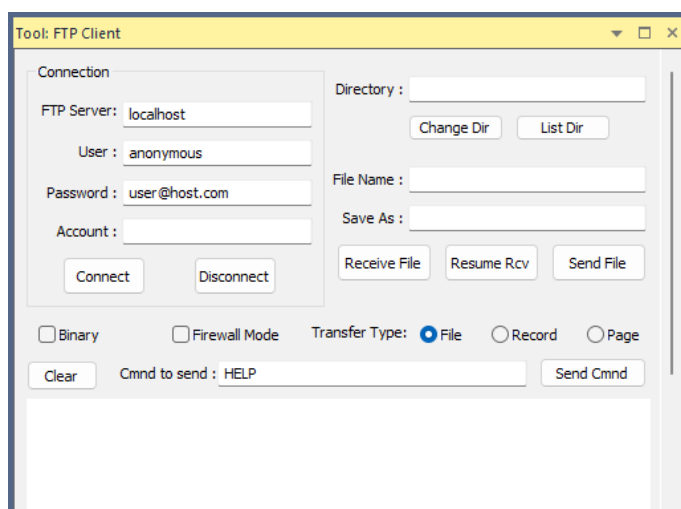 Tool: FTP Client
Connection
FTP Server: localhost
User : anonymous
Password : user@host.com
Account :
Connect Disconnect
Directory :
Change Dir List Dir
File Name :
Save As :
Receive File Resume Rcv Send File
Binary Firewall Mode Transfer Type: File Record Page
Clear Cmnd to send : HELP Send Cmnd